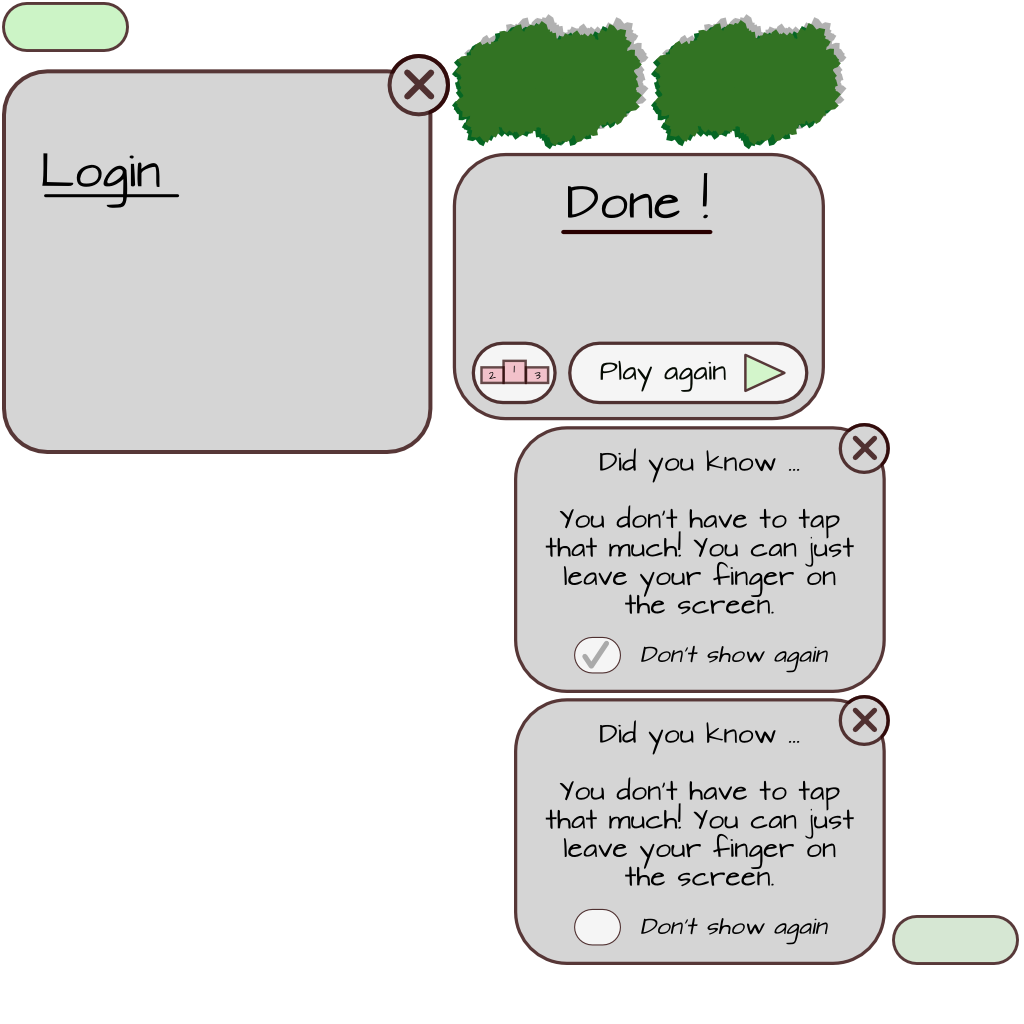 Login
Done !
2 1 3
Play again
Did you know ...
You don't have to tap
that much! You can just
leave your finger on
the screen.
Don't show again
Did you know ...
You don't have to tap
that much! You can just
leave your finger on
the screen.
Don't show again